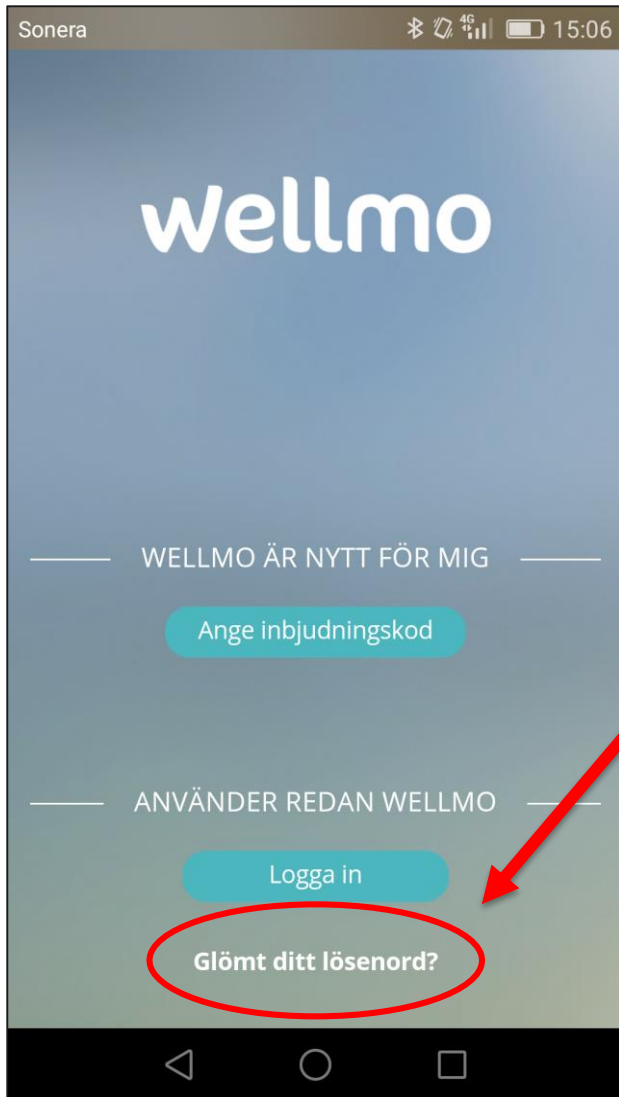 Sonera 4G 15:06
wellmo
WELLMO ÄR NYTT FÖR MIG
Ange inbjudningskod
ANVÄNDER REDAN WELLMO
Logga in
Glömt ditt lösenord?